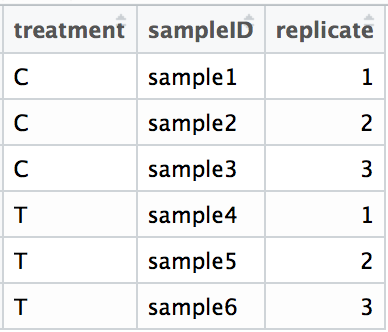 treatment sampleID replicate
C sample1 1
C sample2 2
C sample3 3
T sample4 1
T sample5 2
T sample6 3